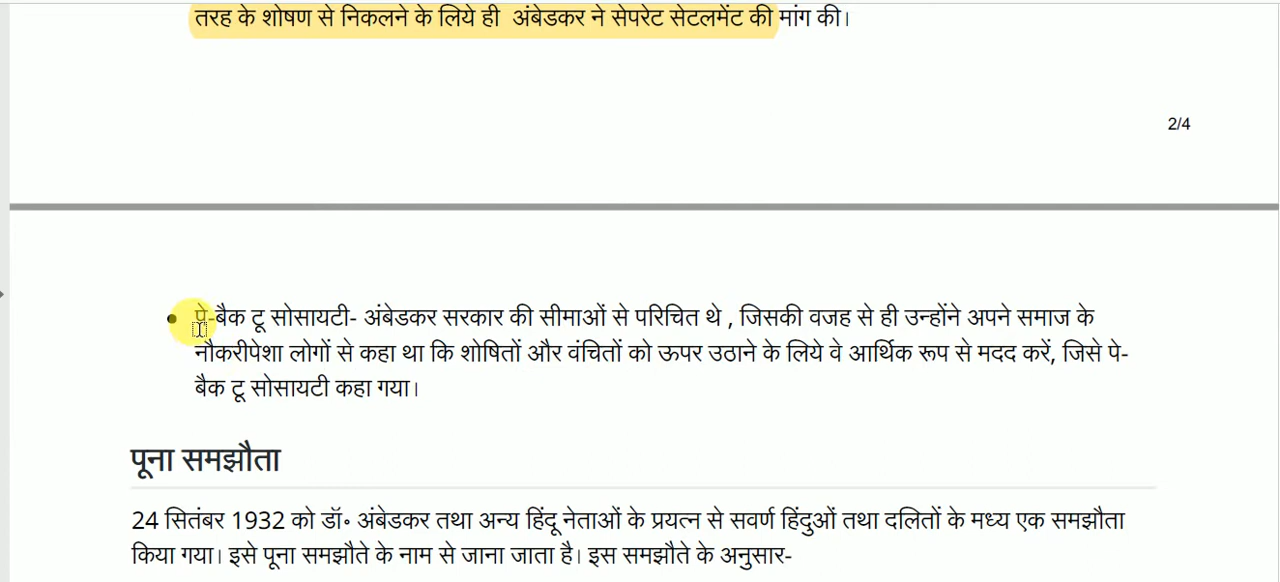 तरह के शोषण से निकलने के लिये ही अंबेडकर ने सेपरेट सेटलमेंट की मांग की।
2/4
• पे-बैक टू सोसायटी- अंबेडकर सरकार की सीमाओं से परिचित थे , जिसकी वजह से ही उन्होंने अपने समाज के
नौकरीपेशा लोगों से कहा था कि शोषितों और वंचितों को ऊपर उठाने के लिये वे आर्थिक रूप से मदद करें, जिसे पे-
बैक टू सोसायटी कहा गया।
पूना समझौता
24 सितंबर 1932 को डॉ॰ अंबेडकर तथा अन्य हिंदू नेताओं के प्रयत्न से सवर्ण हिंदुओं तथा दलितों के मध्य एक समझौता
किया गया। इसे पूना समझौते के नाम से जाना जाता है। इस समझौते के अनुसार-